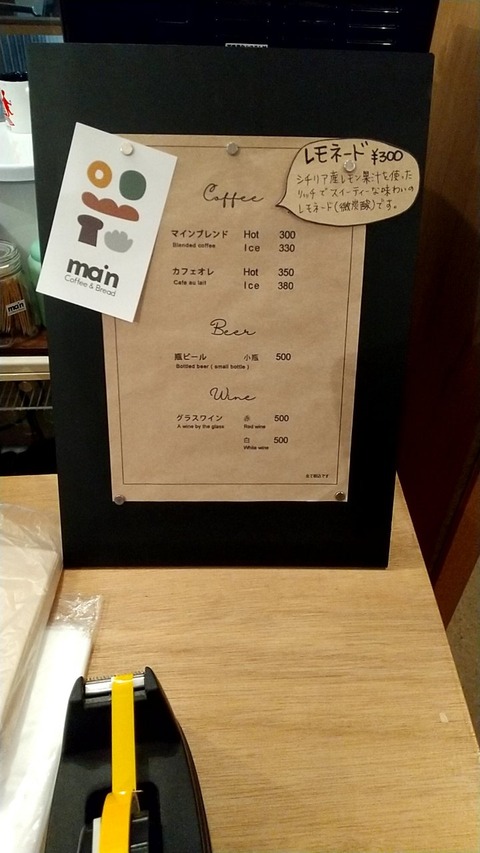 レモネード ¥300
シチリア産レモン果汁を使った
リッチでスイーティーな味わいの
レモネード(微炭酸)です。
main
Coffee & Bread
Coffee
マインブレンド Hot 300
Blended coffee Ice 330
カフェオレ Hot 350
Cafe au lait Ice 380
Beer
瓶ビール 小瓶 500
Bottled beer ( small bottle )
Wine
グラスワイン 赤 500
A wine by the glass Red wine
白 500
White wine
main